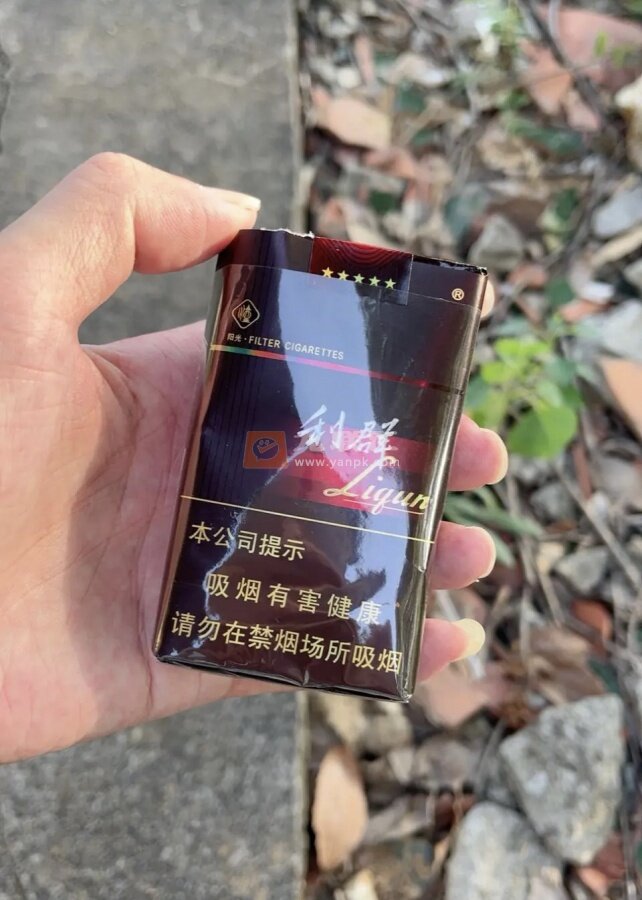 ★★★★★
®
阳光·FILTER CIGARETTES
利群
www.yanpk.com
Liqun
本公司提示
吸烟有害健康
请勿在禁烟场所吸烟